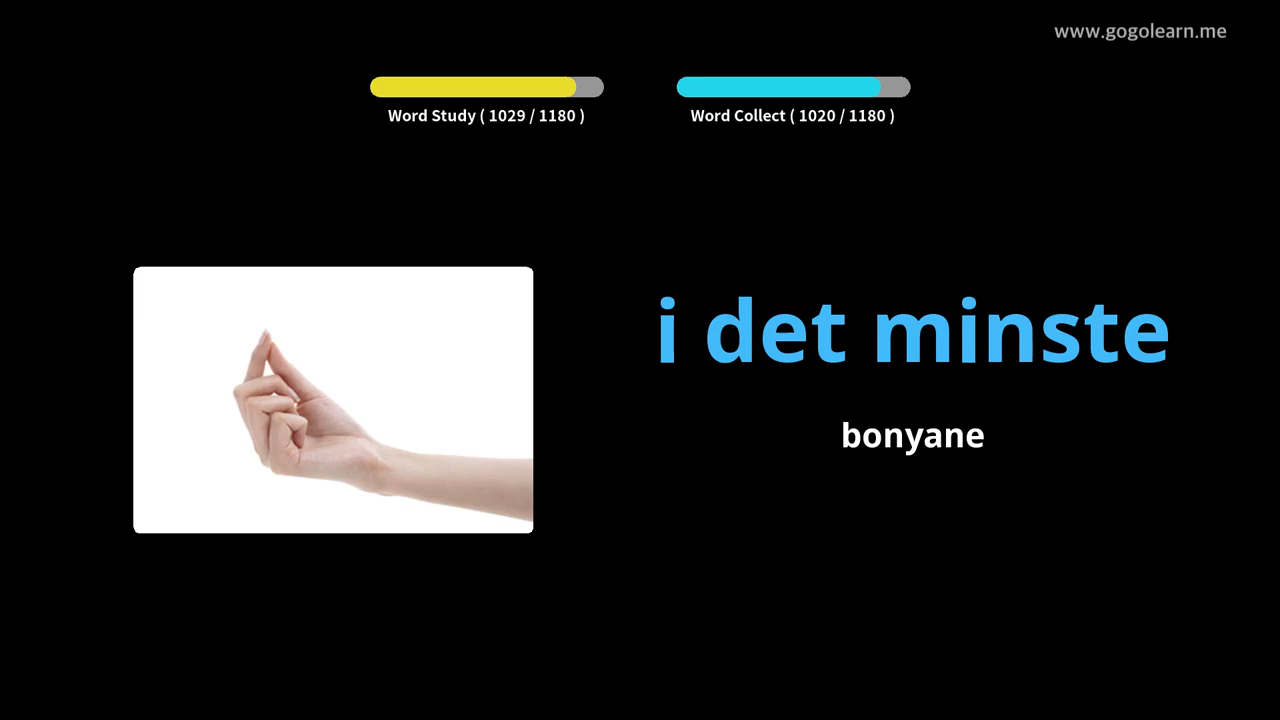 www.gogolearn.me
Word Study ( 1029 / 1180 )
Word Collect ( 1020 / 1180 )
i det minste
bonyane